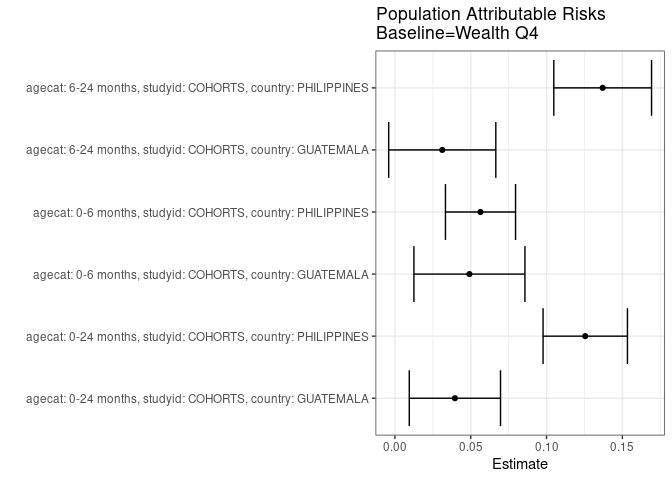 Population Attributable Risks
Baseline=Wealth Q4
agecat: 6-24 months, studyid: COHORTS, country: PHILIPPINES
agecat: 6-24 months, studyid: COHORTS, country: GUATEMALA
agecat: 0-6 months, studyid: COHORTS, country: PHILIPPINES
agecat: 0-6 months, studyid: COHORTS, country: GUATEMALA
agecat: 0-24 months, studyid: COHORTS, country: PHILIPPINES
agecat: 0-24 months, studyid: COHORTS, country: GUATEMALA
0.00 0.05 0.10 0.15
Estimate